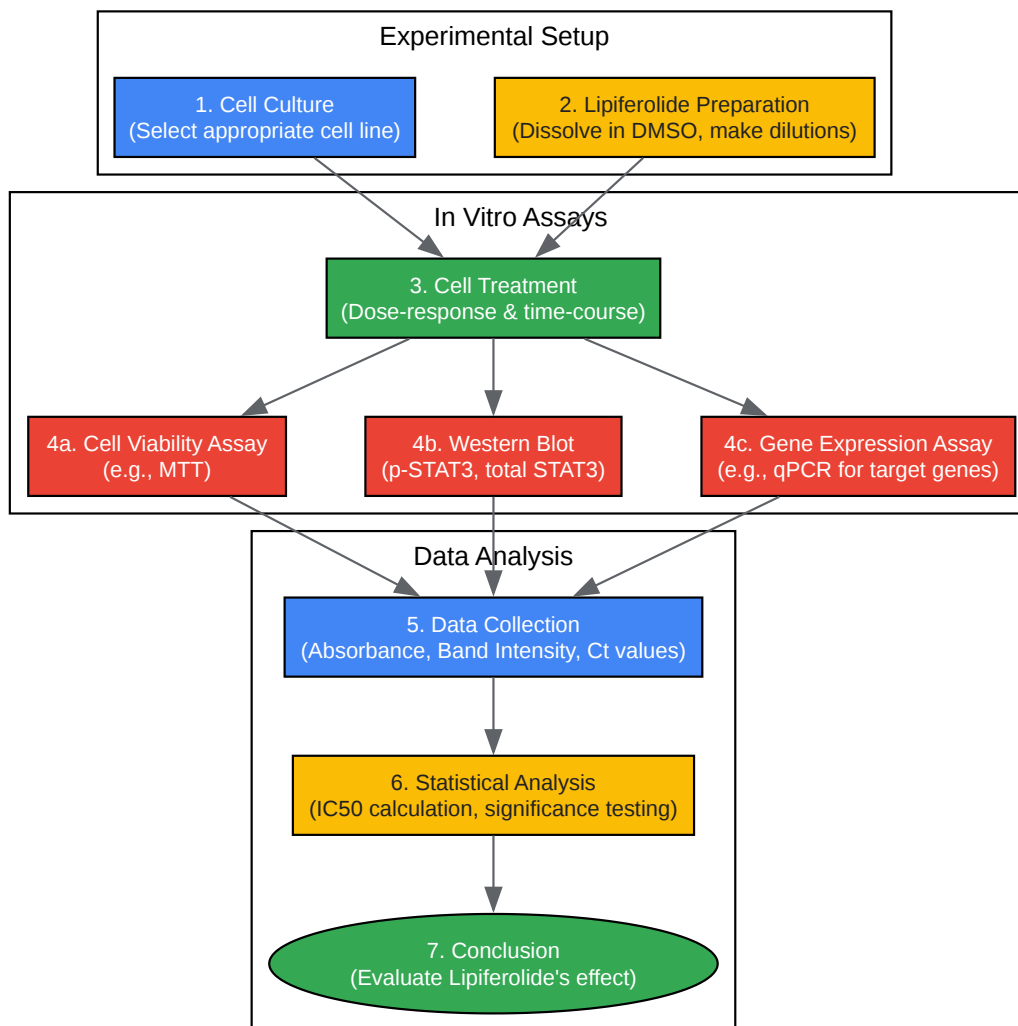 Experimental Setup
1. Cell Culture
(Select appropriate cell line)
2. Lipiferolide Preparation
(Dissolve in DMSO, make dilutions)
In Vitro Assays
3. Cell Treatment
(Dose-response & time-course)
4a. Cell Viability Assay
(e.g., MTT)
4b. Western Blot
(p-STAT3, total STAT3)
4c. Gene Expression Assay
(e.g., qPCR for target genes)
Data Analysis
5. Data Collection
(Absorbance, Band Intensity, Ct values)
6. Statistical Analysis
(IC50 calculation, significance testing)
7. Conclusion
(Evaluate Lipiferolide's effect)